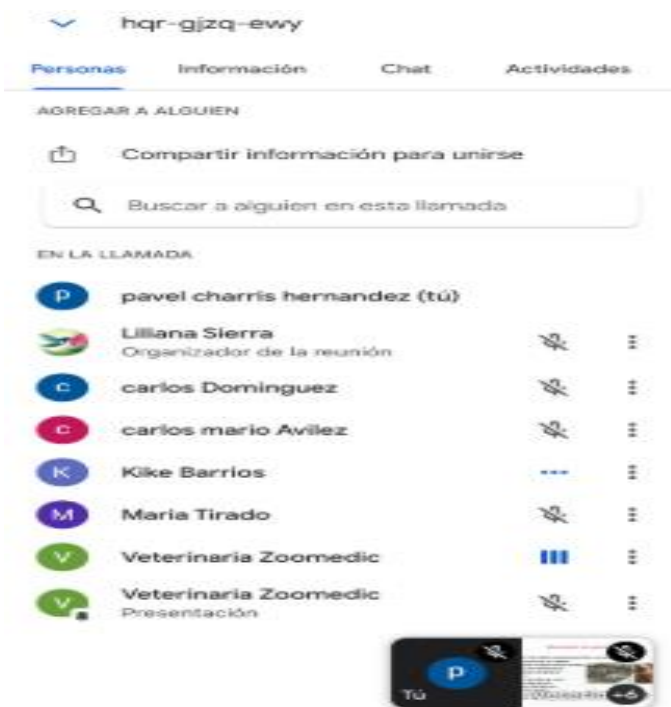 hqr-gjzq-ewy
Personas Información Chat Actividades
AGREGAR A ALGUIEN
Compartir información para unirse
Buscar a alguien en esta llamada
EN LA LLAMADA
P pavel charris hernandez (tú)
Liliana Sierra
Organizador de la reunión
c carlos Dominguez
c carlos mario Avilez
K Kike Barrios
M Maria Tirado
V Veterinaria Zoomedic
V Veterinaria Zoomedic
Presentación
P
Tú
+6